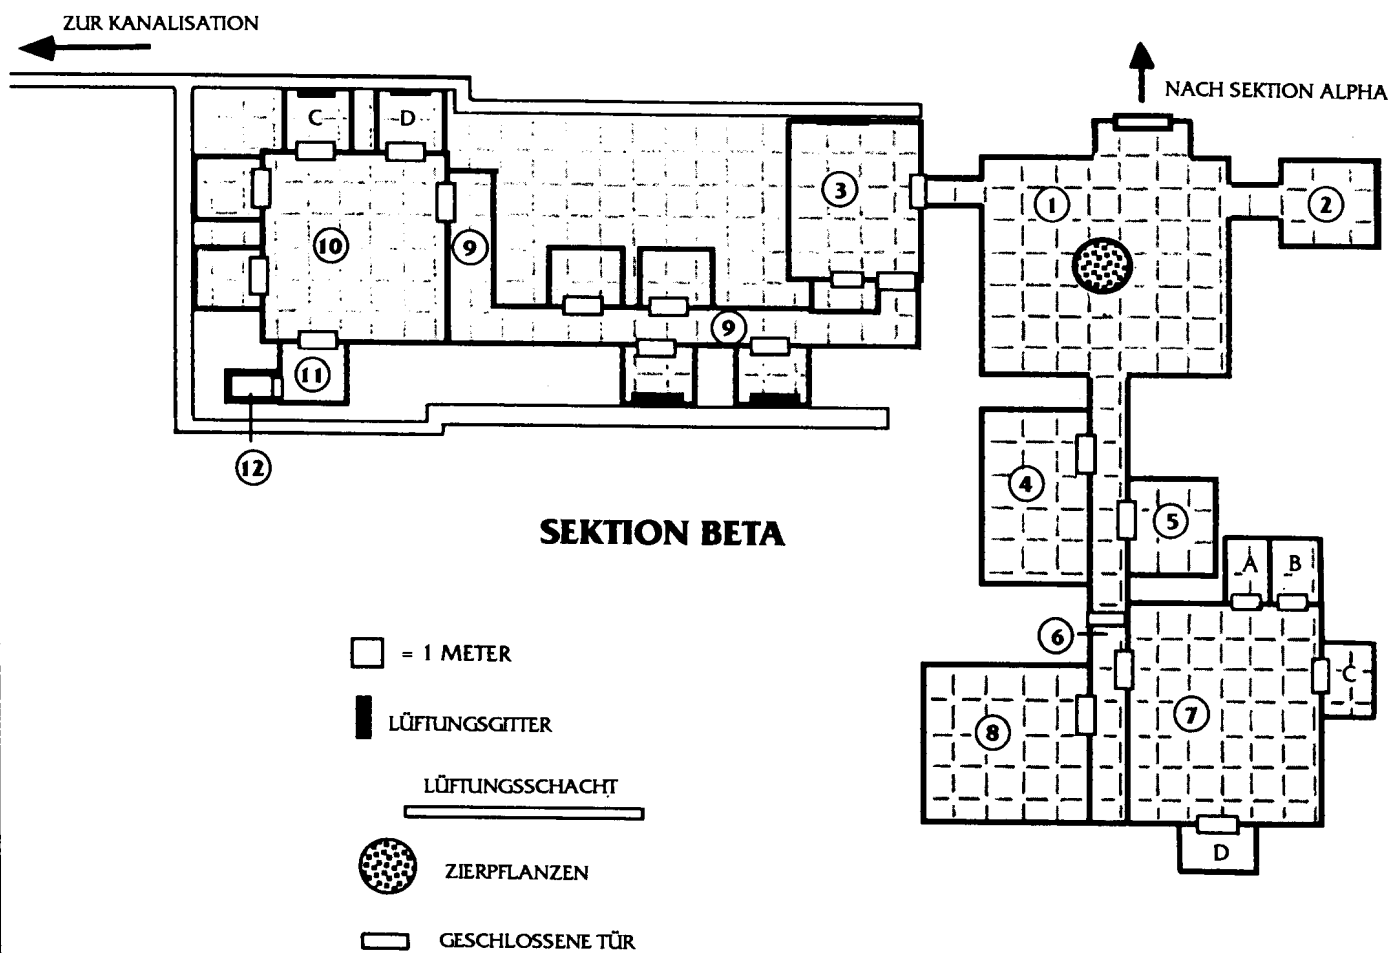 ZUR KANALISATION
NACH SEKTION ALPHA
C
D
3
1
2
10
9
9
11
12
4
5
SEKTION BETA
A
B
6
C
7
8
D
= 1 METER
LÜFTUNGSGITTER
LÜFTUNGSSCHACHT
ZIERPFLANZEN
GESCHLOSSENE TÜR